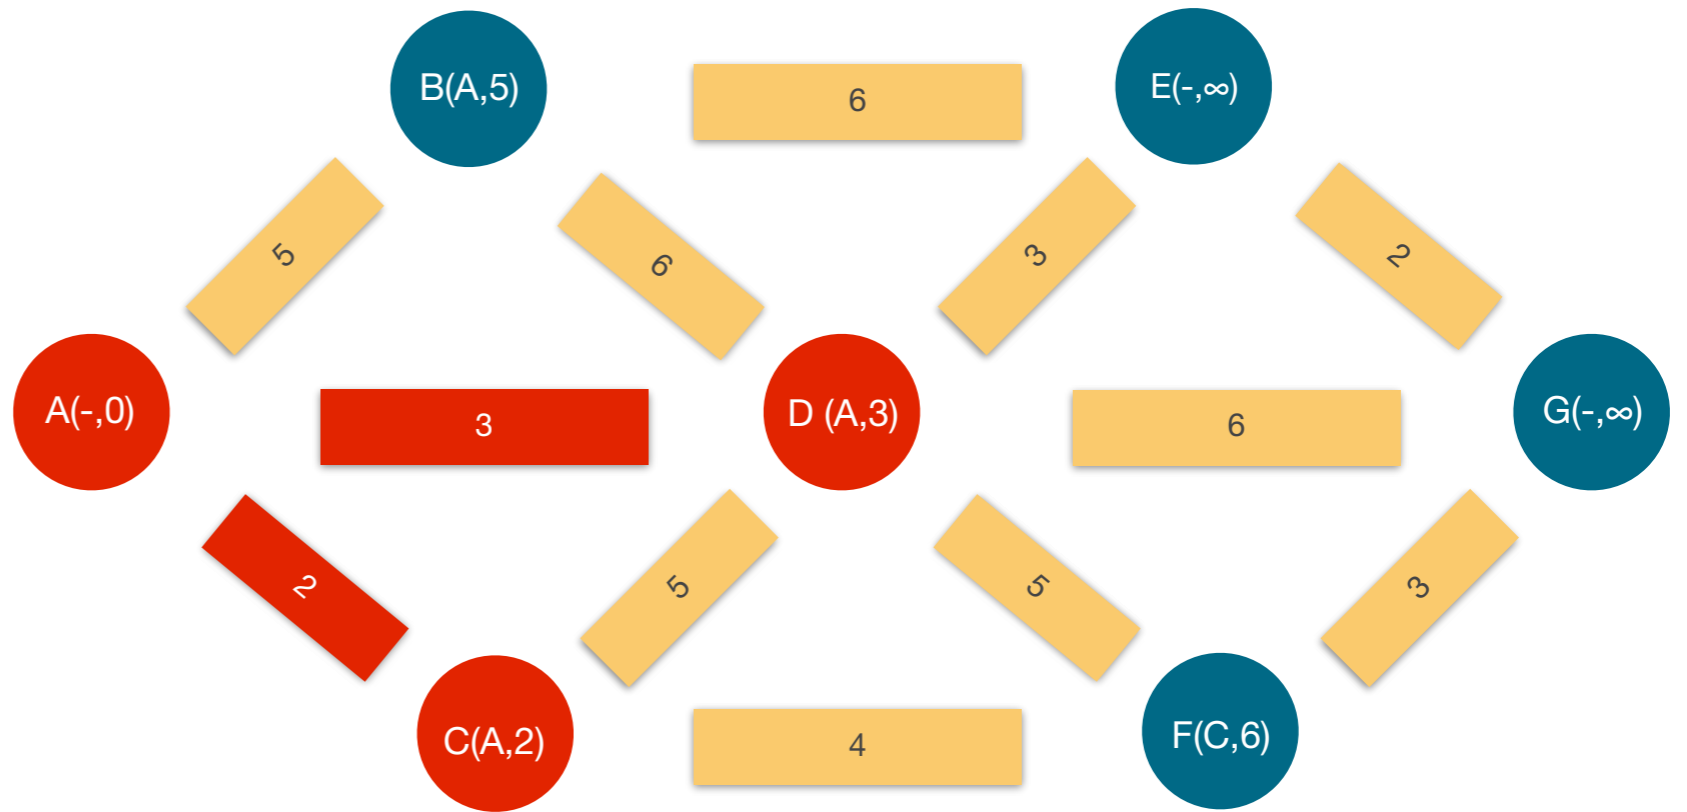 B(A,5)
6
E(-,∞)
5
6
3
2
A(-,0)
3
D (A,3)
6
G(-,∞)
2
5
5
3
C(A,2)
4
F(C,6)